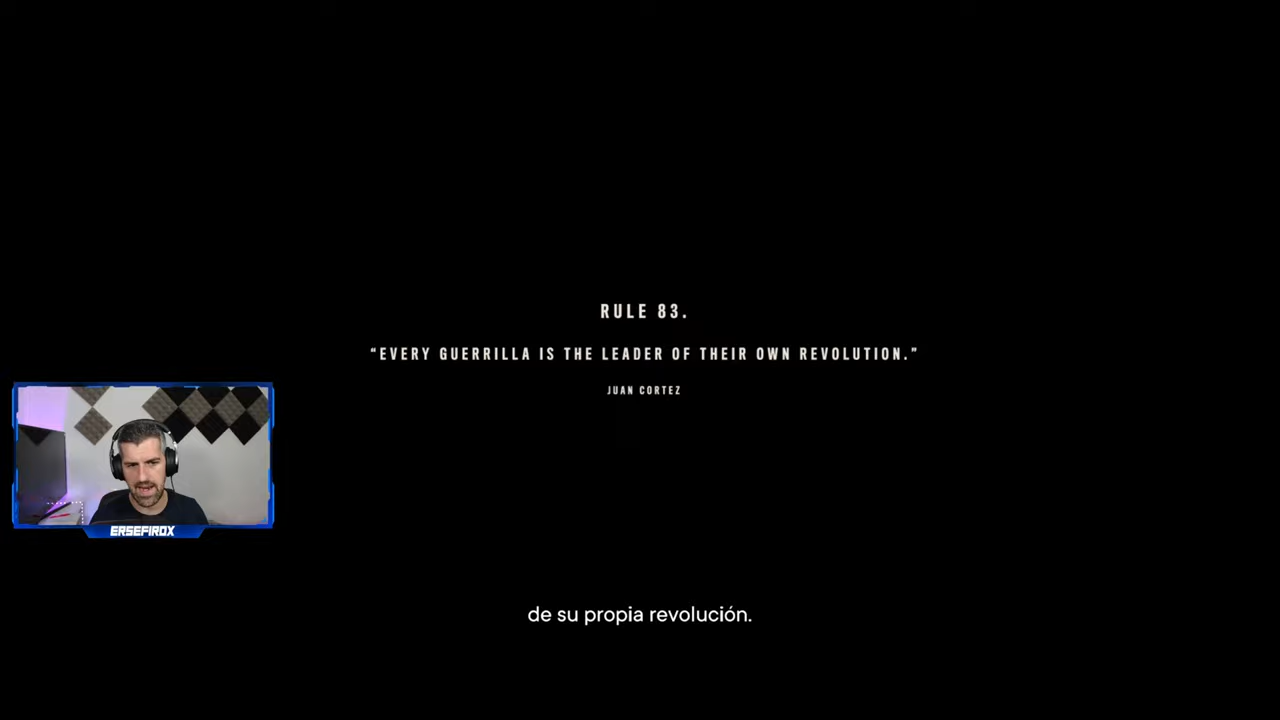 RULE 83.
“EVERY GUERRILLA IS THE LEADER OF THEIR OWN REVOLUTION.”
JUAN CORTEZ
ERSEFIROX
de su propia revolución.